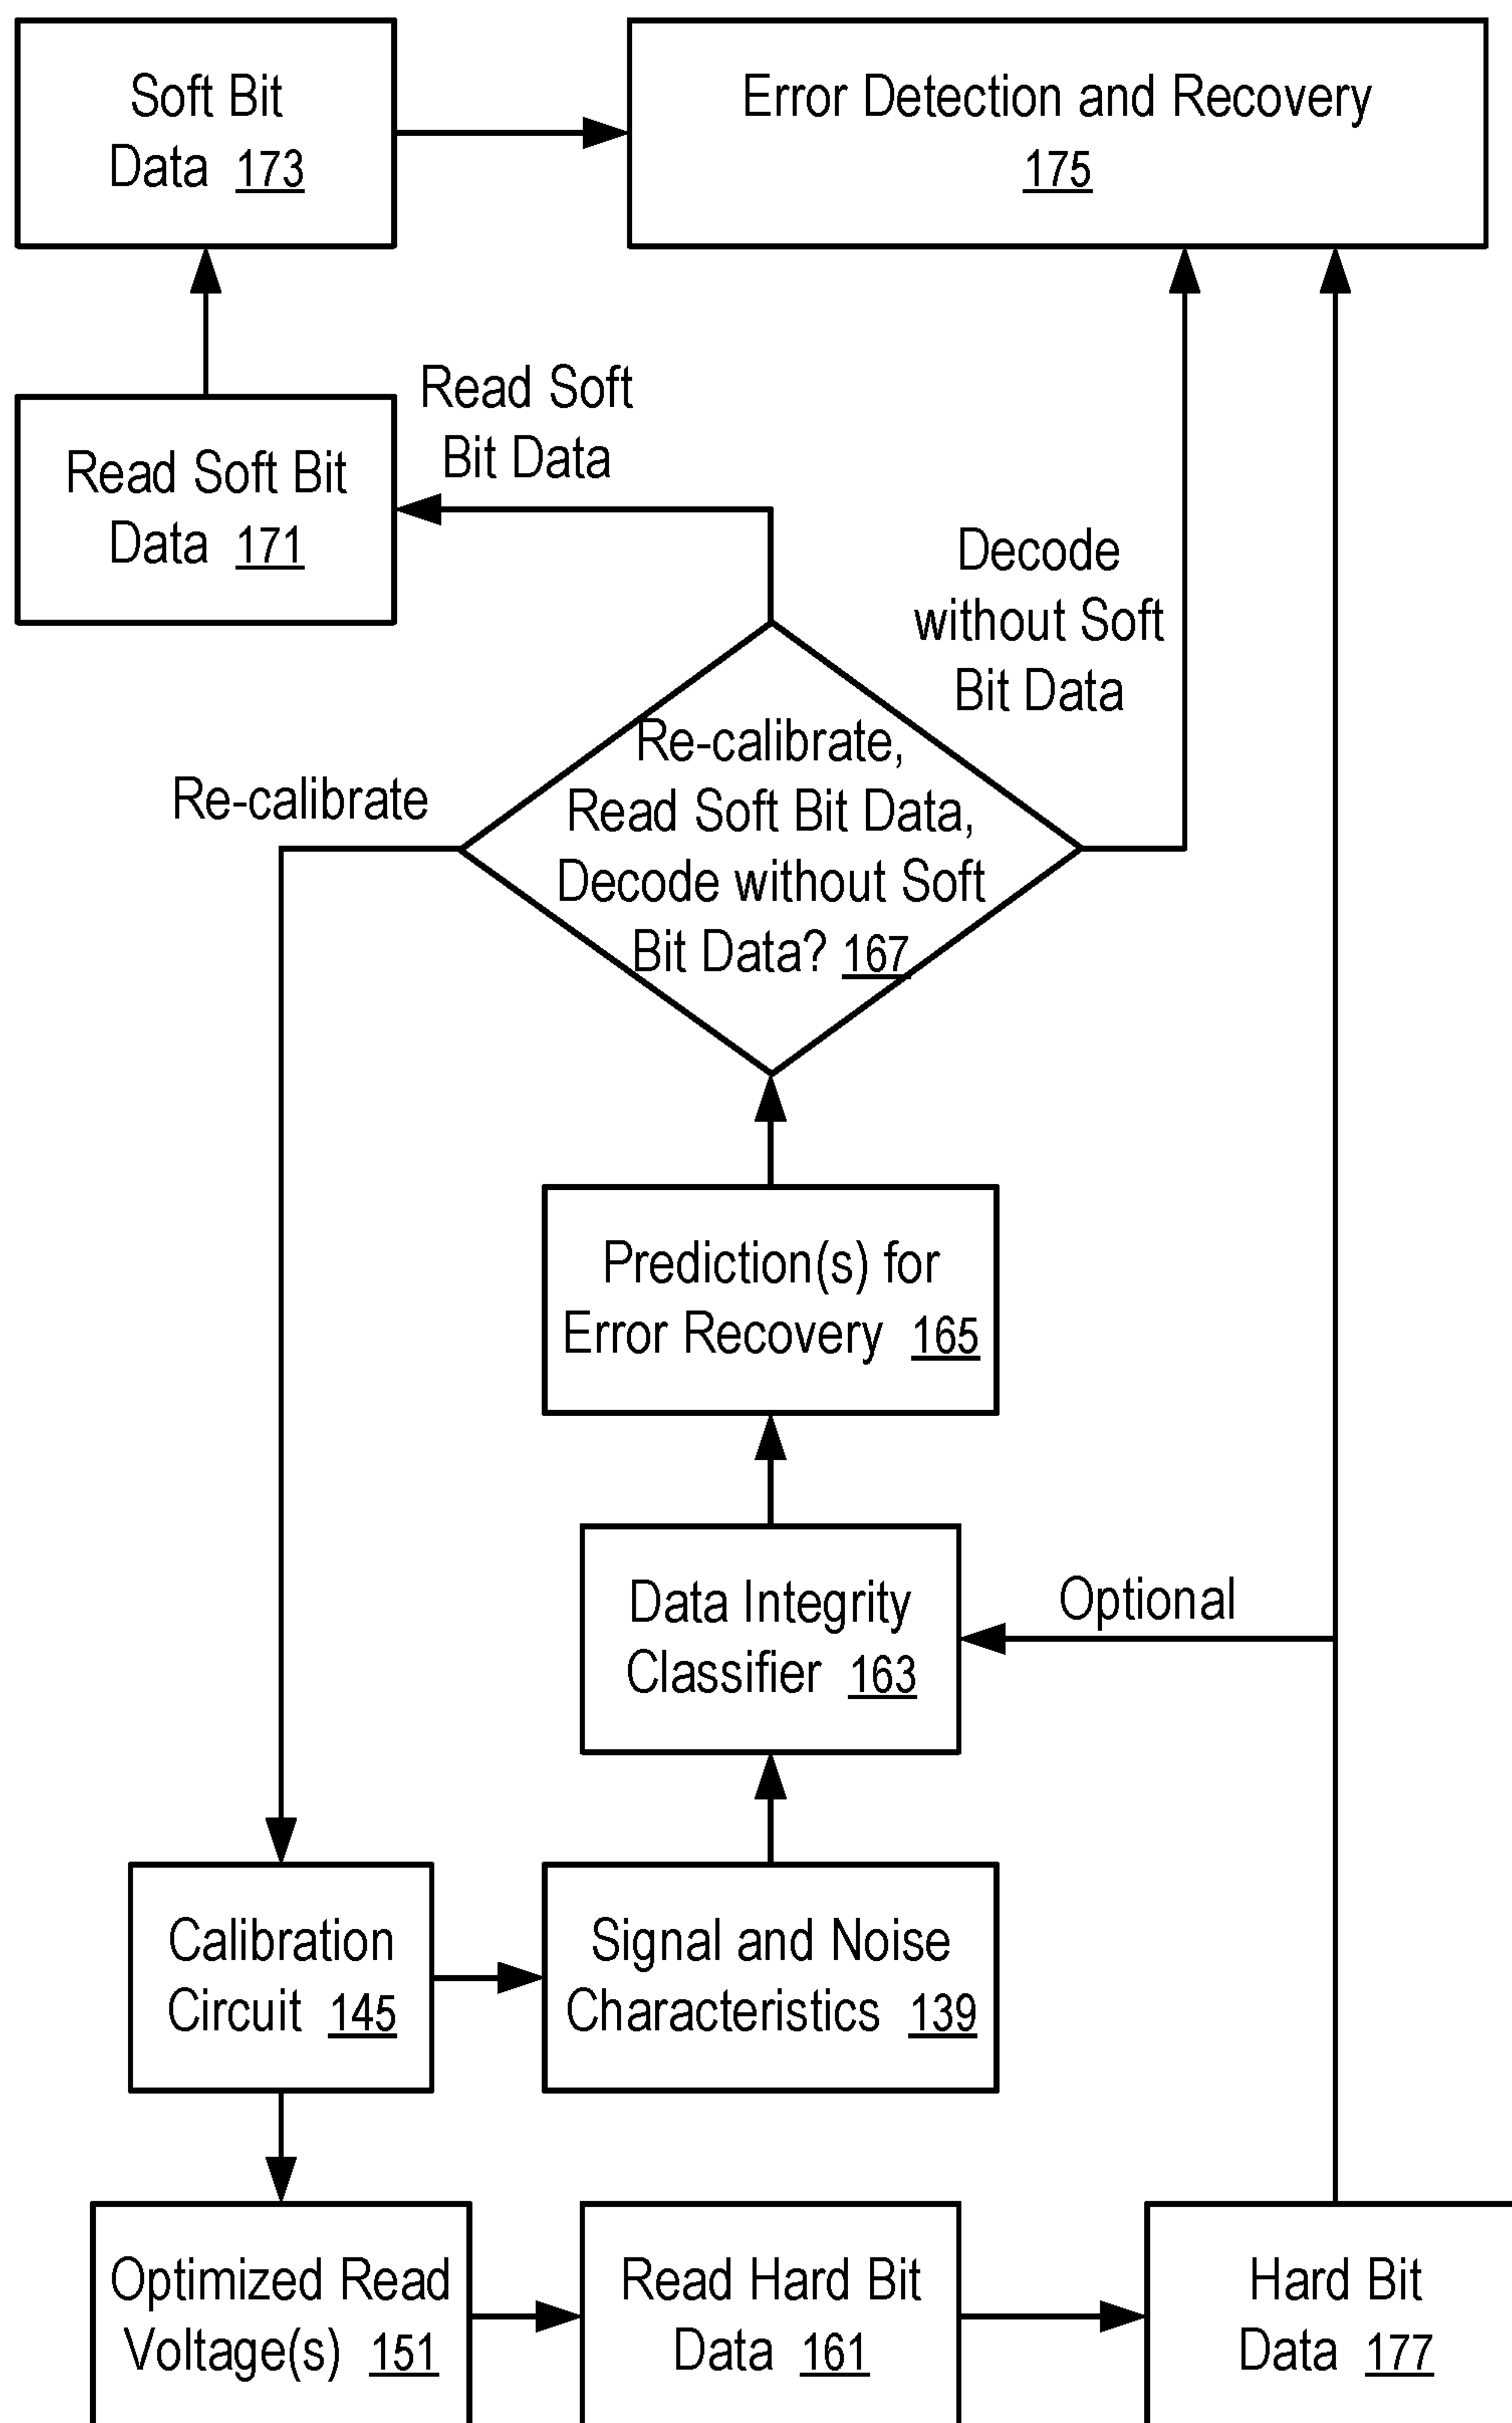 Soft Bit
Data 173
Error Detection and Recovery
175
Read Soft Bit
Data 171
Read Soft
Bit Data
Decode
without Soft
Bit Data
Re-calibrate
Re-calibrate,
Read Soft Bit Data,
Decode without Soft
Bit Data? 167
Prediction(s) for
Error Recovery 165
Data Integrity
Classifier 163
Optional
Calibration
Circuit 145
Signal and Noise
Characteristics 139
Optimized Read
Voltage(s) 151
Read Hard Bit
Data 161
Hard Bit
Data 177